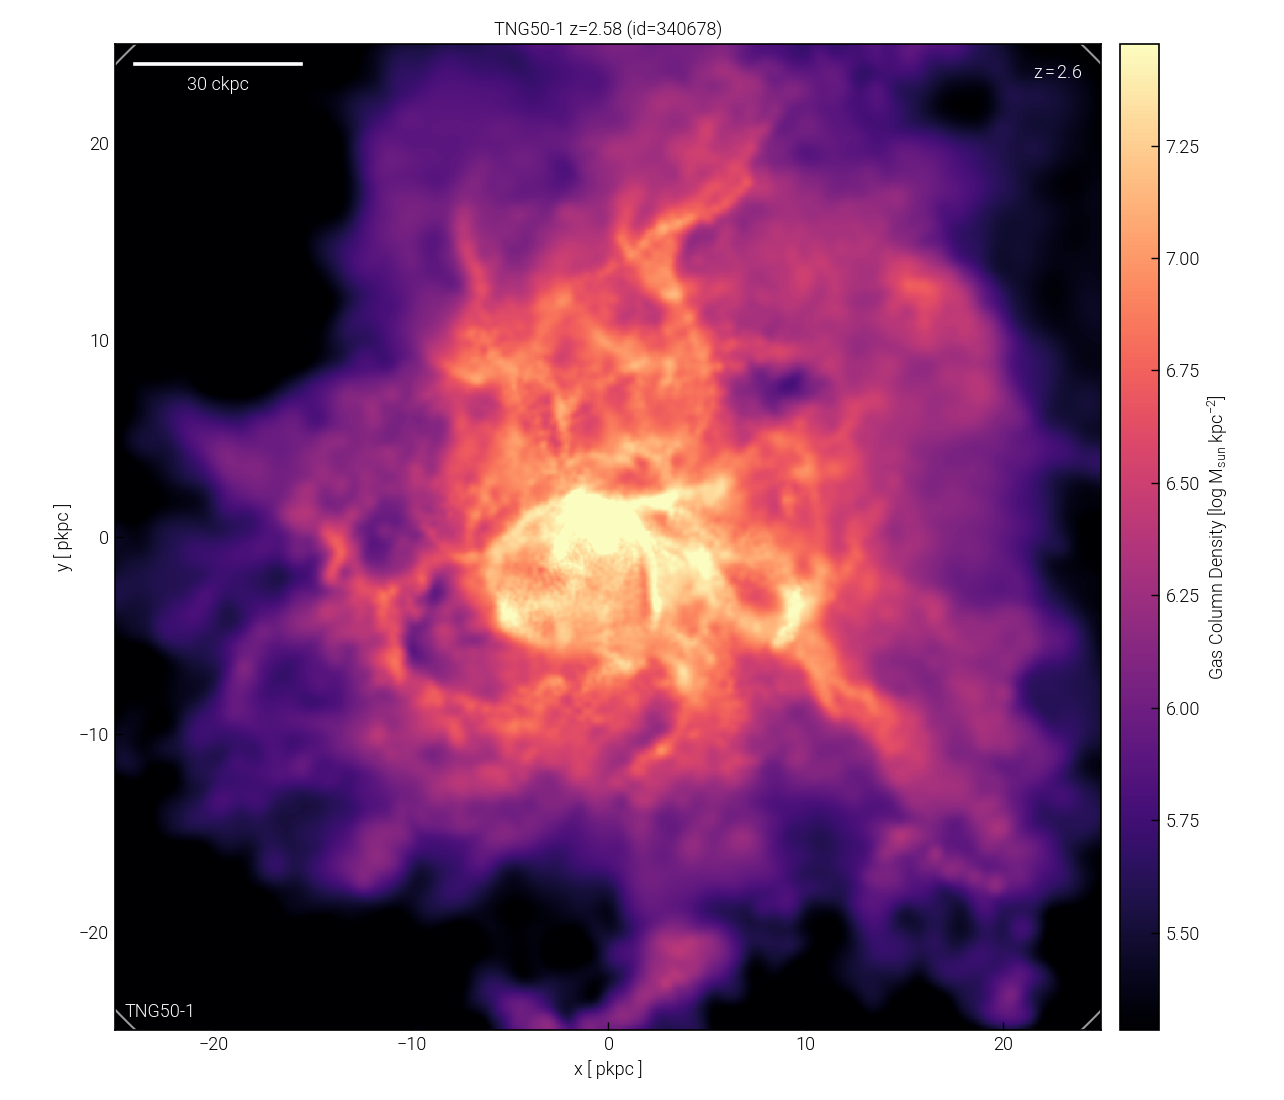 TNG50-1 z=2.58 (id=340678)
30 ckpc
z=2.6
TNG50-1
20
10
0
−10
−20
y [ pkpc ]
−20
−10
0
10
20
x [ pkpc ]
7.25
7.00
6.75
6.50
6.25
6.00
5.75
5.50
Gas Column Density [log M_sun kpc⁻²]